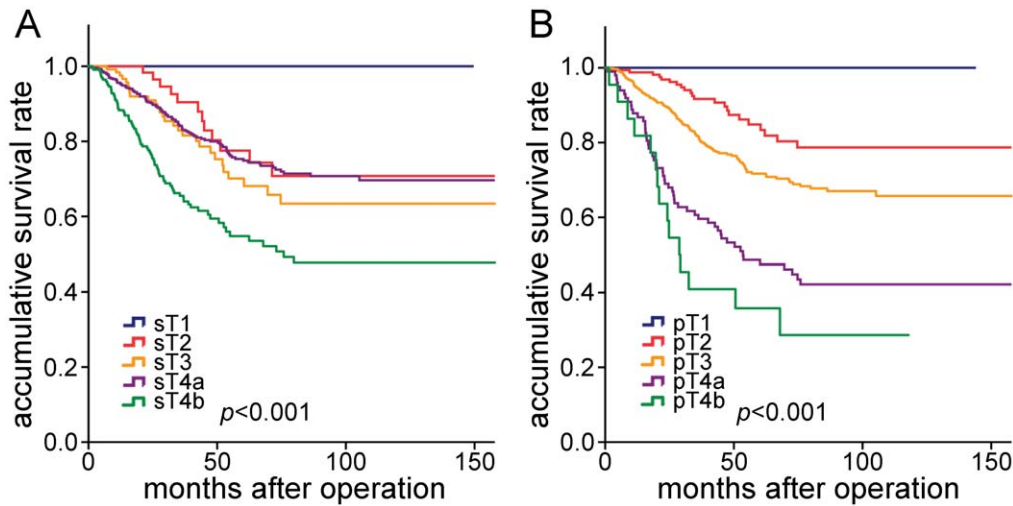 A
accumulative survival rate
1.0
0.8
0.6
0.4
0.2
0.0
sT1
sT2
sT3
sT4a
sT4b
p<0.001
0 50 100 150
months after operation
B
accumulative survival rate
1.0
0.8
0.6
0.4
0.2
0.0
pT1
pT2
pT3
pT4a
pT4b
p<0.001
0 50 100 150
months after operation